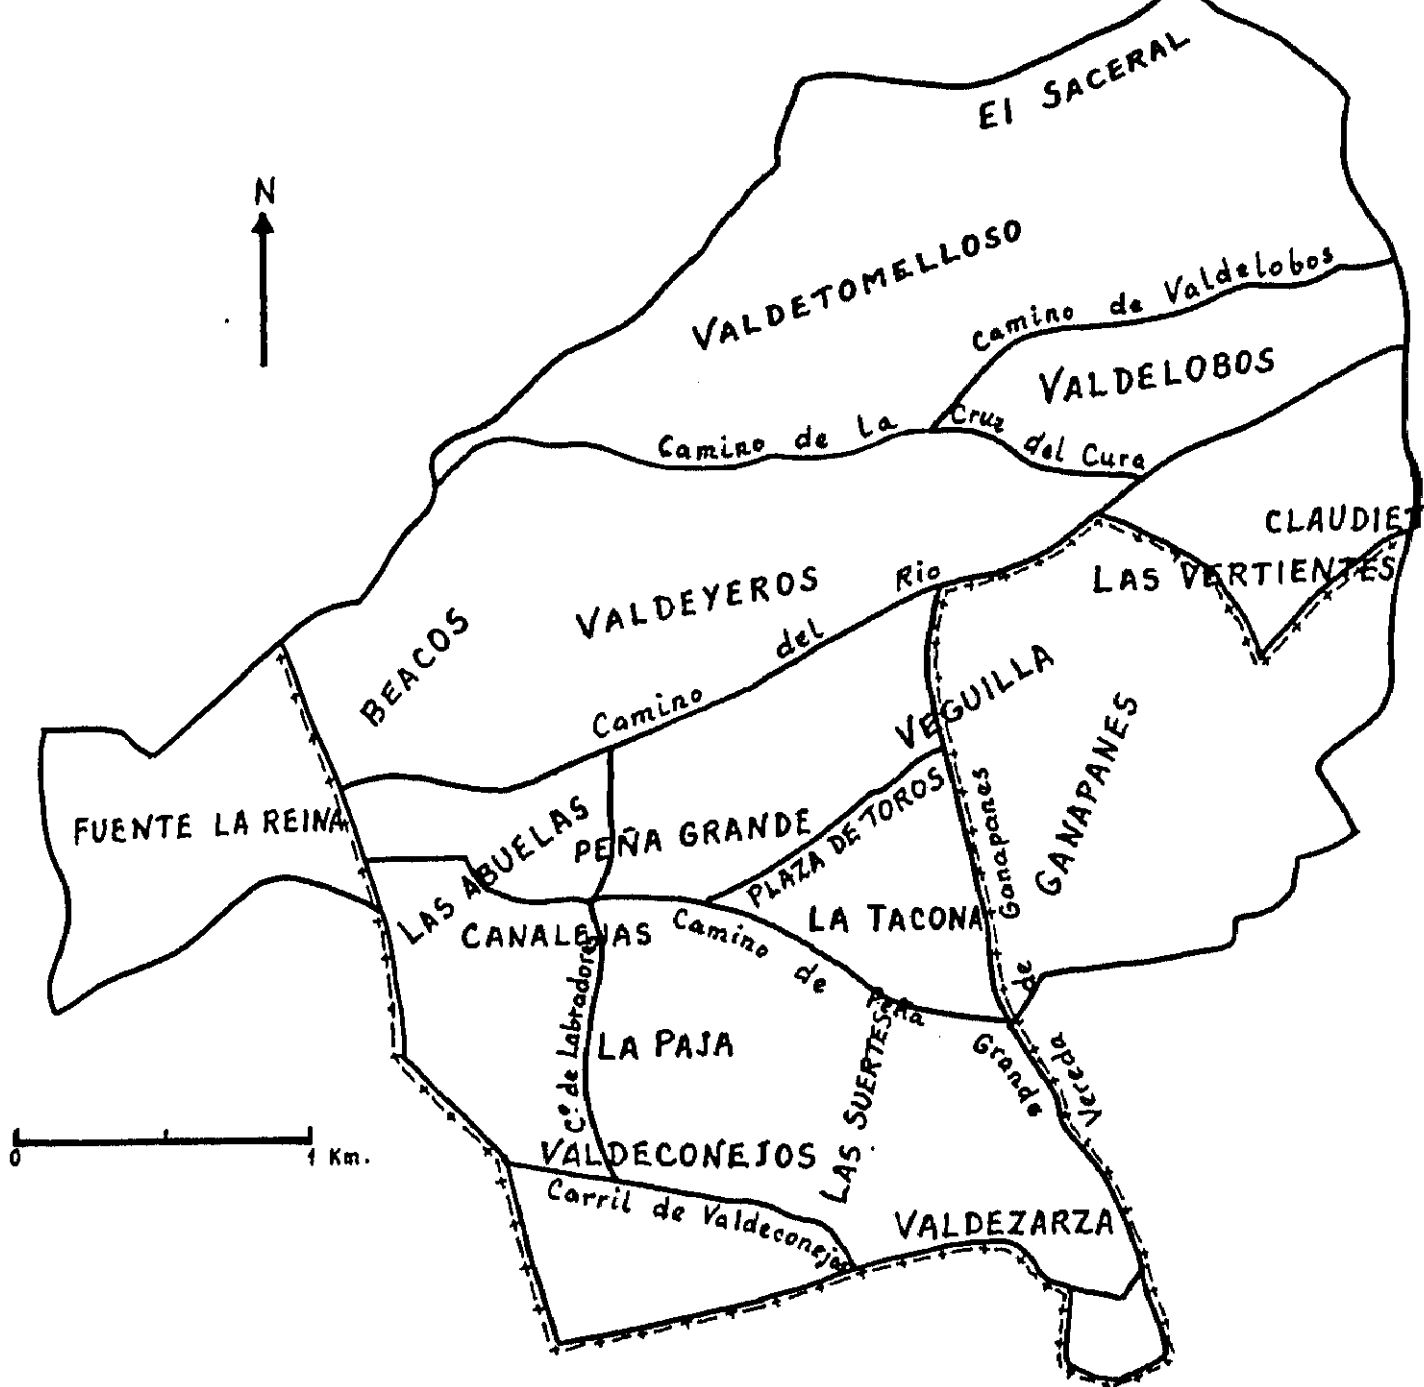 El SACERAL
N
VALDETOMELLOSO
Camino de Valdelobos
VALDELOBOS
Camino de La Cruz del Cura
CLAUDIET
LAS VERTIENTES
VALDEYEROS
Camino del Rio
BEACOS
VEGUILLA
GANAPANES
FUENTE LA REINA
LAS ABUELAS
PEÑA GRANDE
PLAZA DE TOROS
LA TACONA
CANALEJAS
Camino de Peña Grande
Vereda de Ganapanes
Cº. de Labradores
LA PAJA
LAS SUERTES
0 1 Km.
VALDECONEJOS
Carril de Valdeconejos
VALDEZARZA